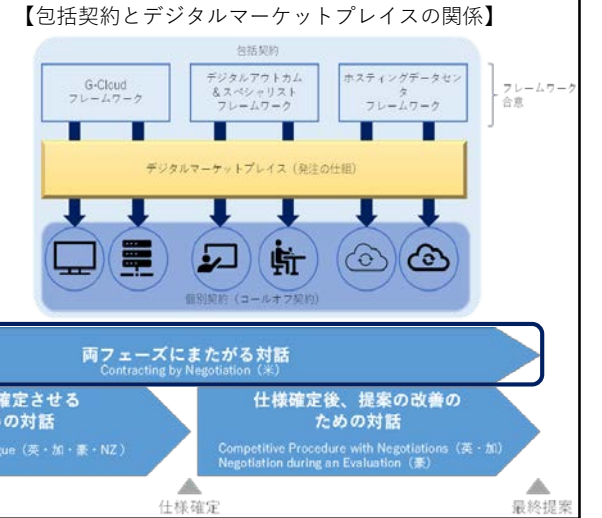 【包括契約とデジタルマーケットプレイスの関係】
包括契約
G-Cloud
フレームワーク
デジタルアウトカム
&スペシャリスト
フレームワーク
ホスティングデータセン
タ
フレームワーク
フレームワーク
合意
デジタルマーケットプレイス（発注の仕組）
個別契約（コールオフ契約）
両フェーズにまたがる対話
Contracting by Negotiation（米）
確定させる
の対話
gue（英・加・豪・NZ）
仕様確定後、提案の改善の
ための対話
Competitive Procedure with Negotiations（英・加）
Negotiation during an Evaluation（豪）
仕様確定
最終提案